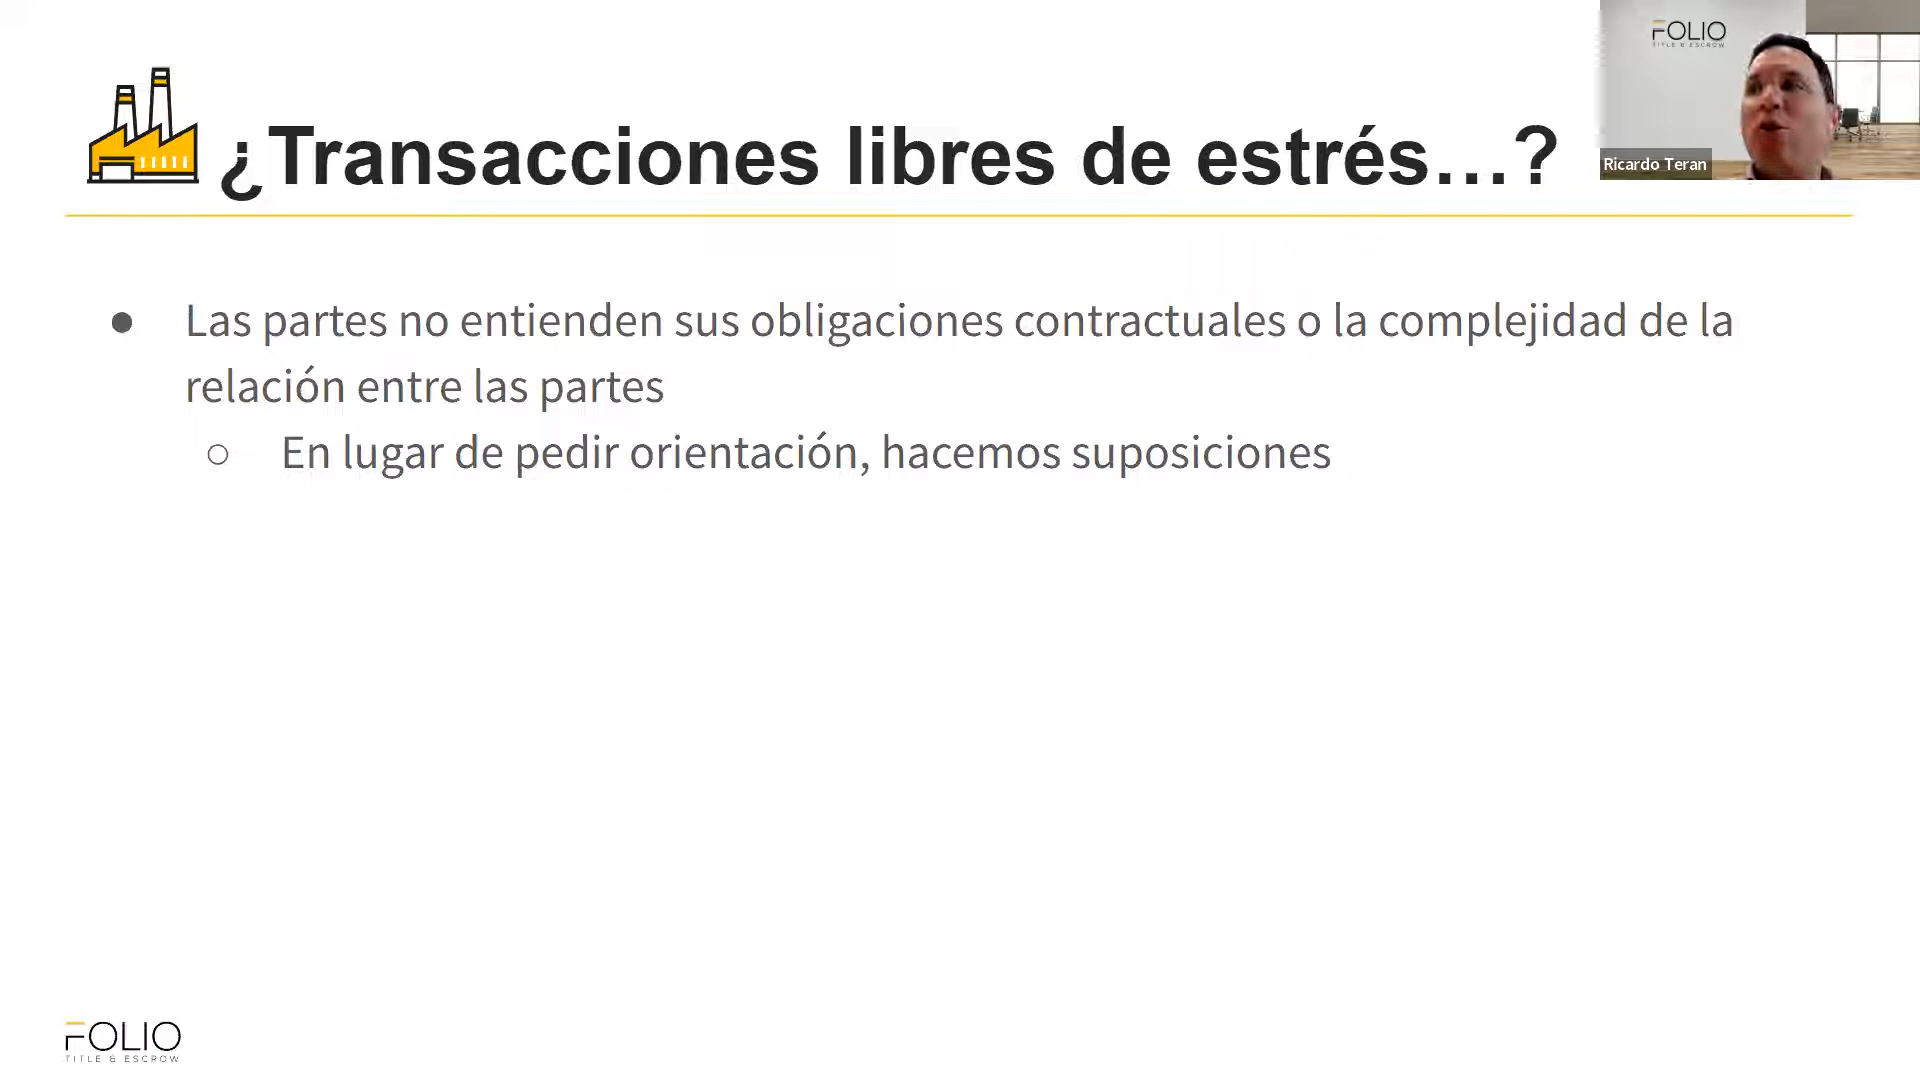 FOLIO
TITLE & ESCROW
Ricardo Teran
¿Transacciones libres de estrés...?
● Las partes no entienden sus obligaciones contractuales o la complejidad de la
relación entre las partes
○ En lugar de pedir orientación, hacemos suposiciones
FOLIO
TITLE & ESCROW